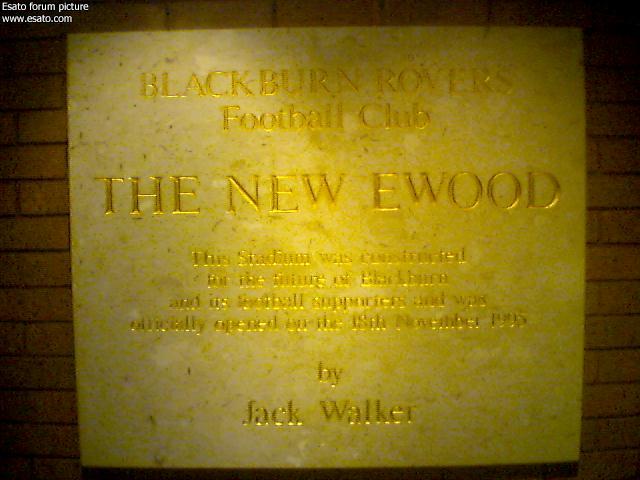 Esato forum picture
www.esato.com
BLACKBURN ROVERS
Football Club
THE NEW EWOOD
This Stadium was constructed
for the future of Blackburn
and its football supporters and was
officially opened on the 18th November 1995
by
Jack Walker